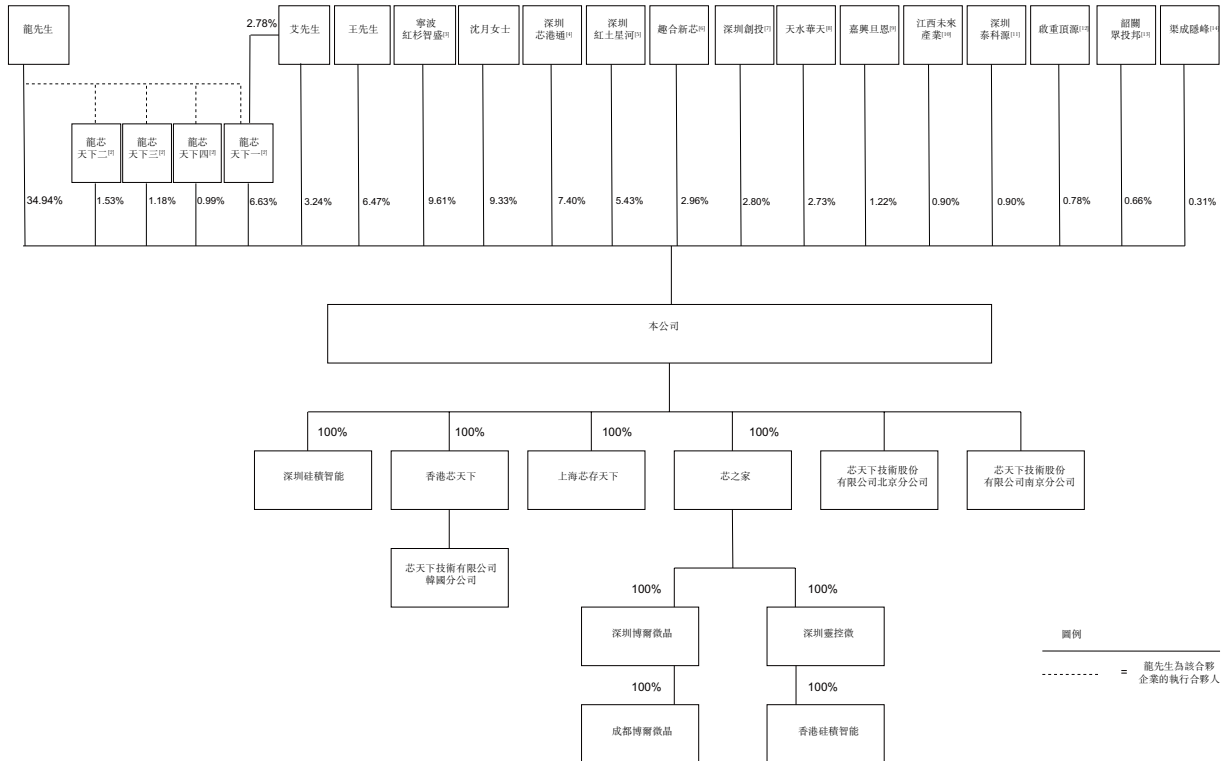 龍先生
2.78%
艾先生
王先生
寧波
紅杉智盛[3]
沈月女士
深圳
芯港通[4]
深圳
紅土星河[5]
趣合新芯[6]
深圳創投[7]
天水華天[8]
嘉興旦恩[9]
江西未來
產業[10]
深圳
泰科源[11]
啟重頂源[12]
韶關
眾投邦[13]
渠成隱峰[14]
龍芯
天下二[2]
龍芯
天下三[2]
龍芯
天下四[2]
龍芯
天下一[2]
34.94%
1.53%
1.18%
0.99%
6.63%
3.24%
6.47%
9.61%
9.33%
7.40%
5.43%
2.96%
2.80%
2.73%
1.22%
0.90%
0.90%
0.78%
0.66%
0.31%
本公司
100%
100%
100%
100%
深圳硅積智能
香港芯天下
上海芯存天下
芯之家
芯天下技術股份
有限公司北京分公司
芯天下技術股份
有限公司南京分公司
芯天下技術有限公司
韓國分公司
100%
100%
深圳博爾微晶
深圳靈控微
100%
100%
成都博爾微晶
香港硅積智能
圖例
=
龍先生為該合夥
企業的執行合夥人